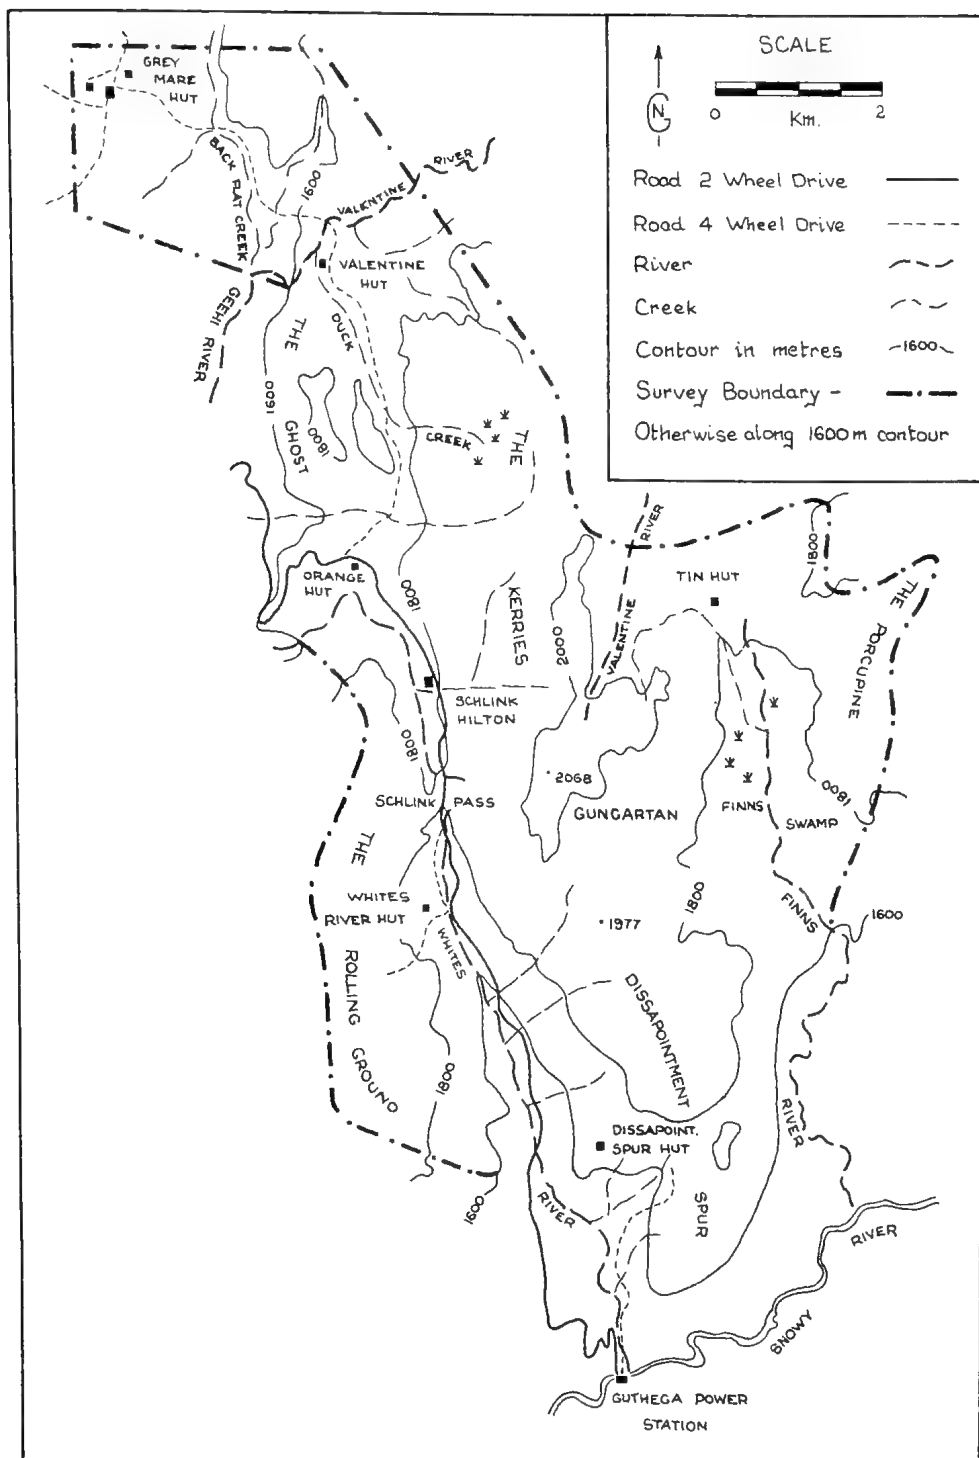 SCALE
N
0 2
Km.
Road 2 Wheel Drive
Road 4 Wheel Drive
River
Creek
Contour in metres -1600-
Survey Boundary -
Otherwise along 1600m contour
GREY
MARE
HUT
BACK FLAT CREEK
1600
VALENTINE RIVER
VALENTINE
HUT
GEEHI RIVER
THE
GHOST
DUCK
CREEK
1600
1800
THE
KERRIES
VALENTINE RIVER
TIN HUT
1800
THE PORCUPINE
ORANGE
HUT
1800
2000
SCHLINK
HILTON
1800
2068
SCHLINK PASS
GUNGARTAN
FINNS
SWAMP
1800
THE
ROLLING
GROUND
WHITES
RIVER HUT
WHITES
1977
1800
FINNS
1600
DISSAPOINTMENT
1800
RIVER
DISSAPOINT.
SPUR HUT
SPUR
1600
RIVER
RIVER
SNOWY
GUTHEGA POWER
STATION